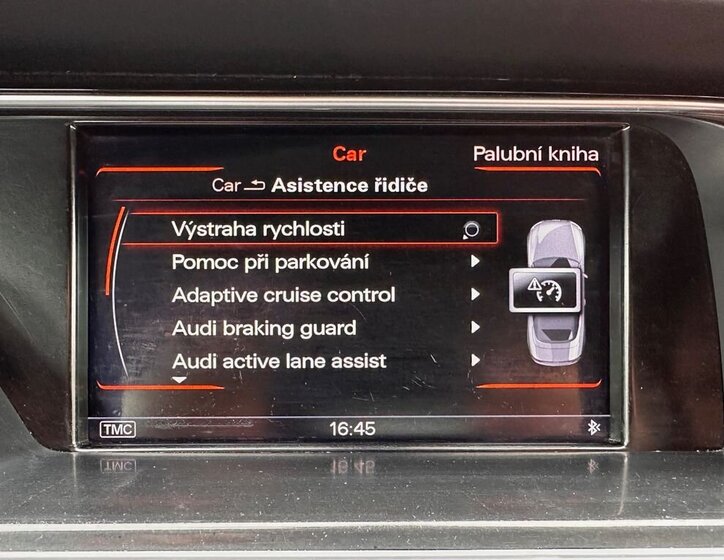 Car
Palubní kniha
Car Asistence řidiče
Výstraha rychlosti
Pomoc při parkování
Adaptive cruise control
Audi braking guard
Audi active lane assist
TMC
16:45